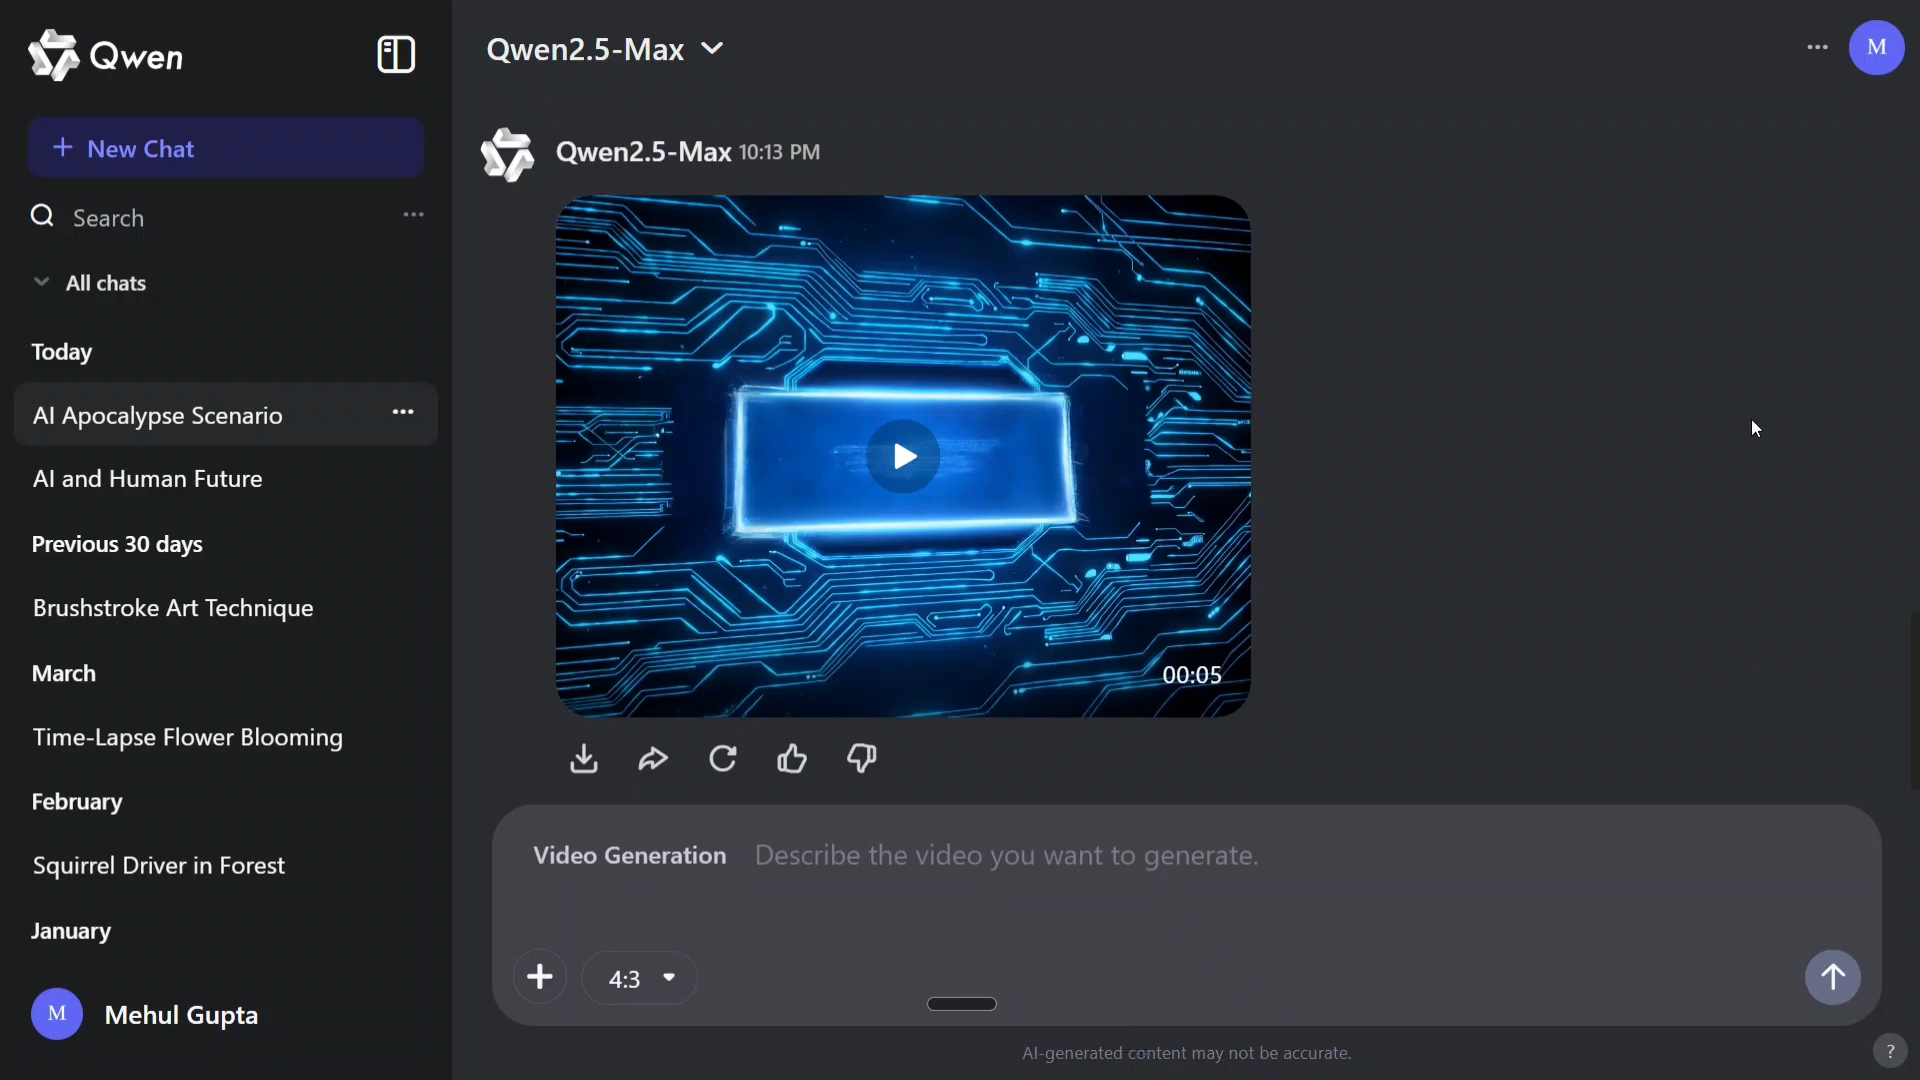 Qwen
New Chat
Search
All chats
Today
AI Apocalypse Scenario
AI and Human Future
Previous 30 days
Brushstroke Art Technique
March
Time-Lapse Flower Blooming
February
Squirrel Driver in Forest
January
M
Mehul Gupta
Qwen2.5-Max
M
Qwen2.5-Max 10:13 PM
00:05
Video Generation Describe the video you want to generate.
4:3
AI-generated content may not be accurate.
?